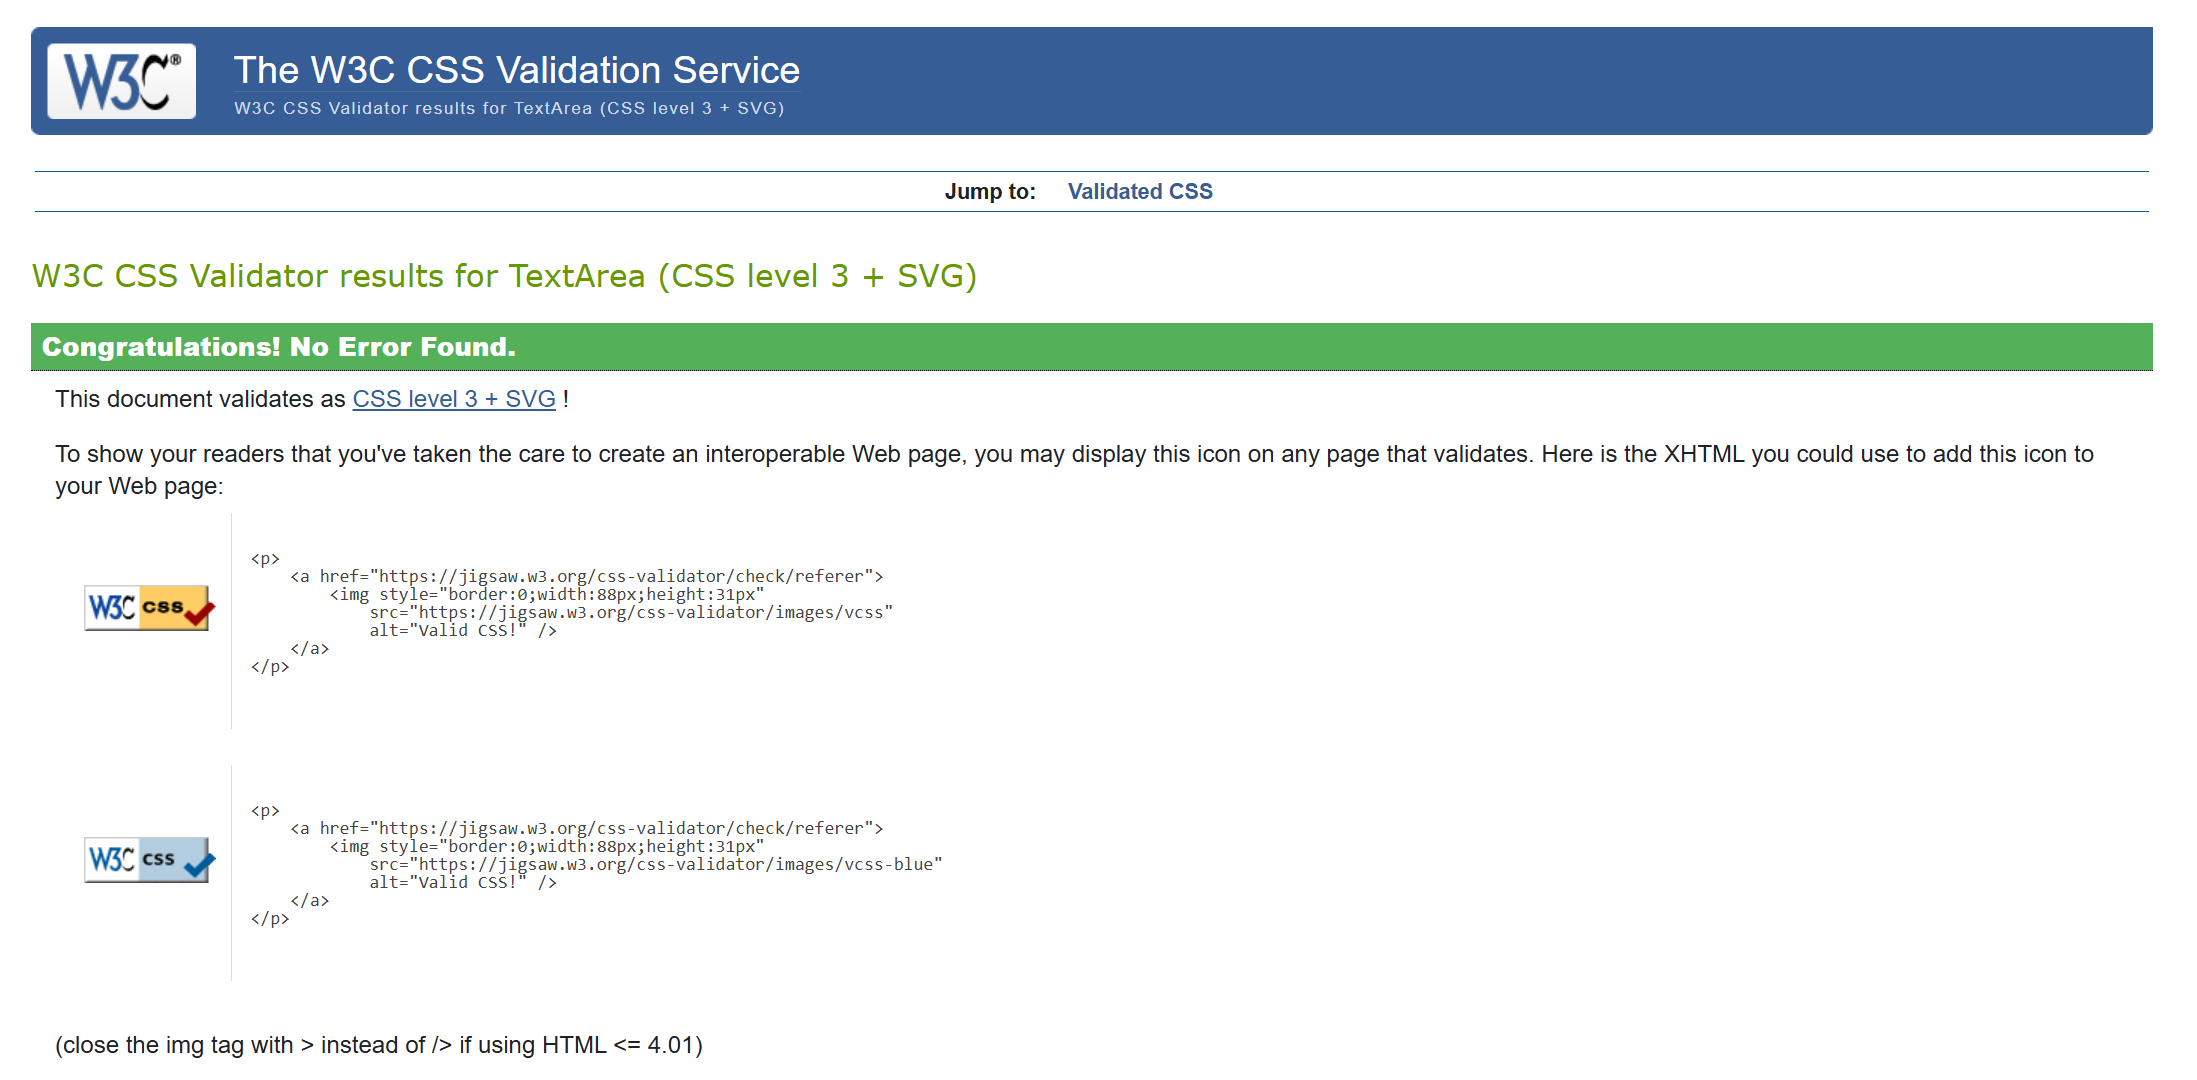 W3C®
The W3C CSS Validation Service
W3C CSS Validator results for TextArea (CSS level 3 + SVG)
Jump to: Validated CSS
W3C CSS Validator results for TextArea (CSS level 3 + SVG)
Congratulations! No Error Found.
This document validates as CSS level 3 + SVG !
To show your readers that you've taken the care to create an interoperable Web page, you may display this icon on any page that validates. Here is the XHTML you could use to add this icon to
your Web page:
W3C css
<p>
    <a href="https://jigsaw.w3.org/css-validator/check/referer">
        <img style="border:0;width:88px;height:31px"
            src="https://jigsaw.w3.org/css-validator/images/vcss"
            alt="Valid CSS!" />
    </a>
</p>
W3C css
<p>
    <a href="https://jigsaw.w3.org/css-validator/check/referer">
        <img style="border:0;width:88px;height:31px"
            src="https://jigsaw.w3.org/css-validator/images/vcss-blue"
            alt="Valid CSS!" />
    </a>
</p>
(close the img tag with > instead of /> if using HTML <= 4.01)